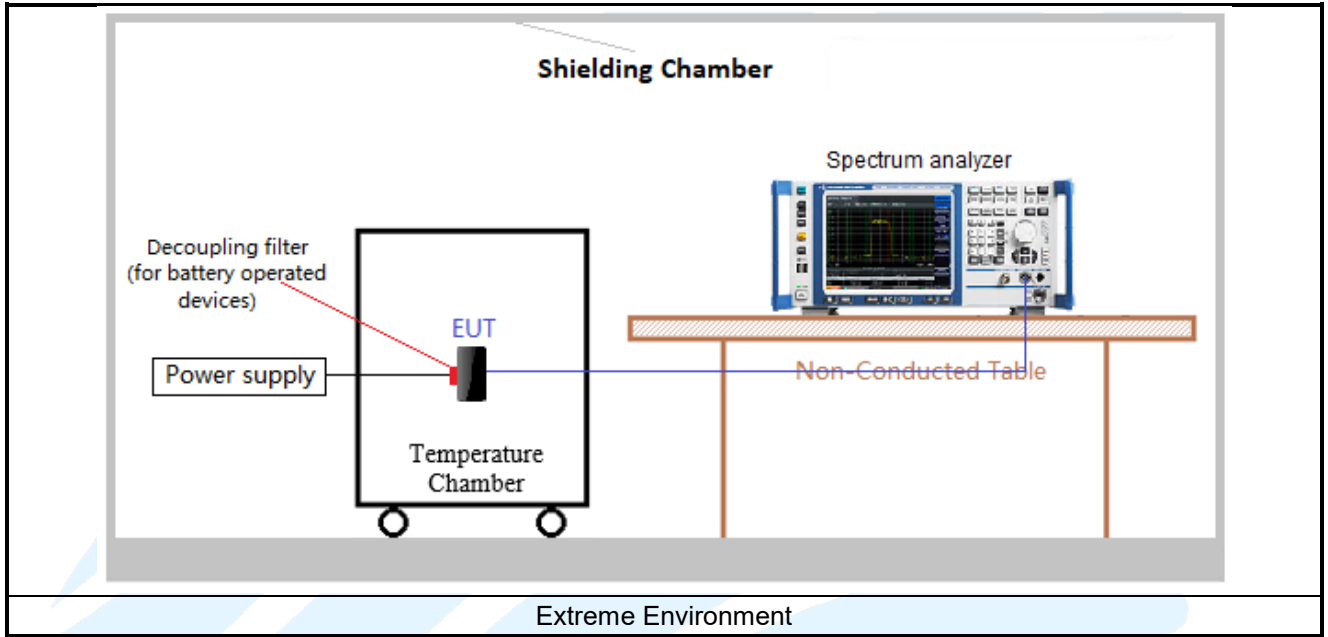 Shielding Chamber
Spectrum analyzer
Decoupling filter
(for battery operated
devices)
EUT
Power supply
Non-Conducted Table
Temperature
Chamber
Extreme Environment